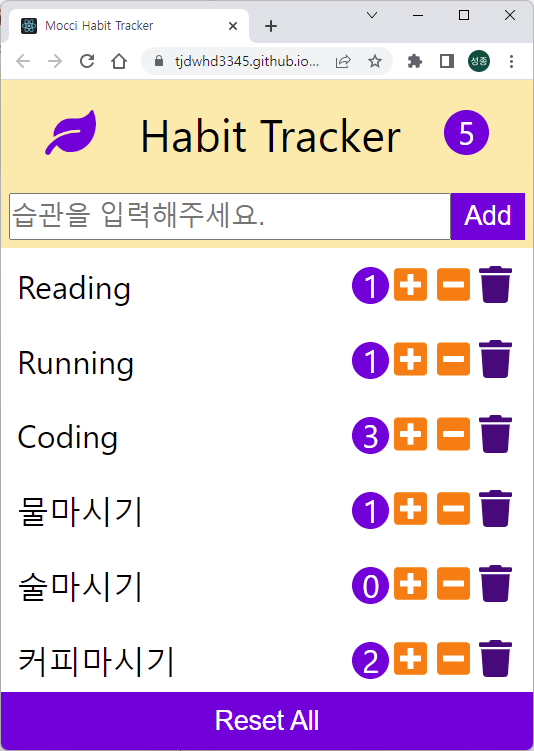 Mocci Habit Tracker
tjdwhd3345.github.io...
성종
Habit Tracker 5
습관을 입력해주세요. Add
Reading 1
Running 1
Coding 3
물마시기 1
술마시기 0
커피마시기 2
Reset All